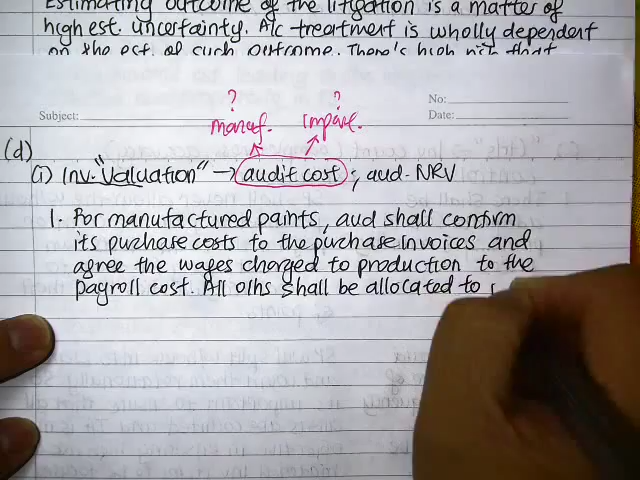 Estimating outcome of the litigation is a matter of
high est. uncertainty. A/c treatment is wholly dependent
on the est. of such outcome. There's high risk that
No:
Subject:
Date:
? ?
manuf. import.
(d)
(i) Inv. "Valuation" → audit cost ; aud. NRV
1. For manufactured paints, aud shall confirm
its purchase costs to the purchase invoices and
agree the wages charged to production to the
payroll cost. All o/hs shall be allocated to